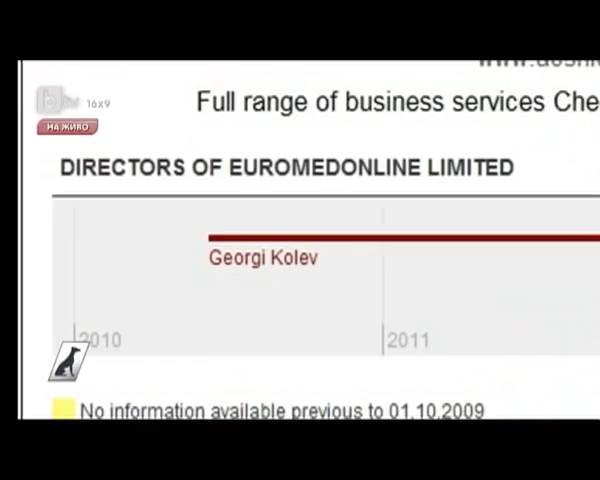 btv 16x9
НА ЖИВО
Full range of business services
DIRECTORS OF EUROMEDONLINE LIMITED
Georgi Kolev
2010 2011
No information available previous to 01.10.2009